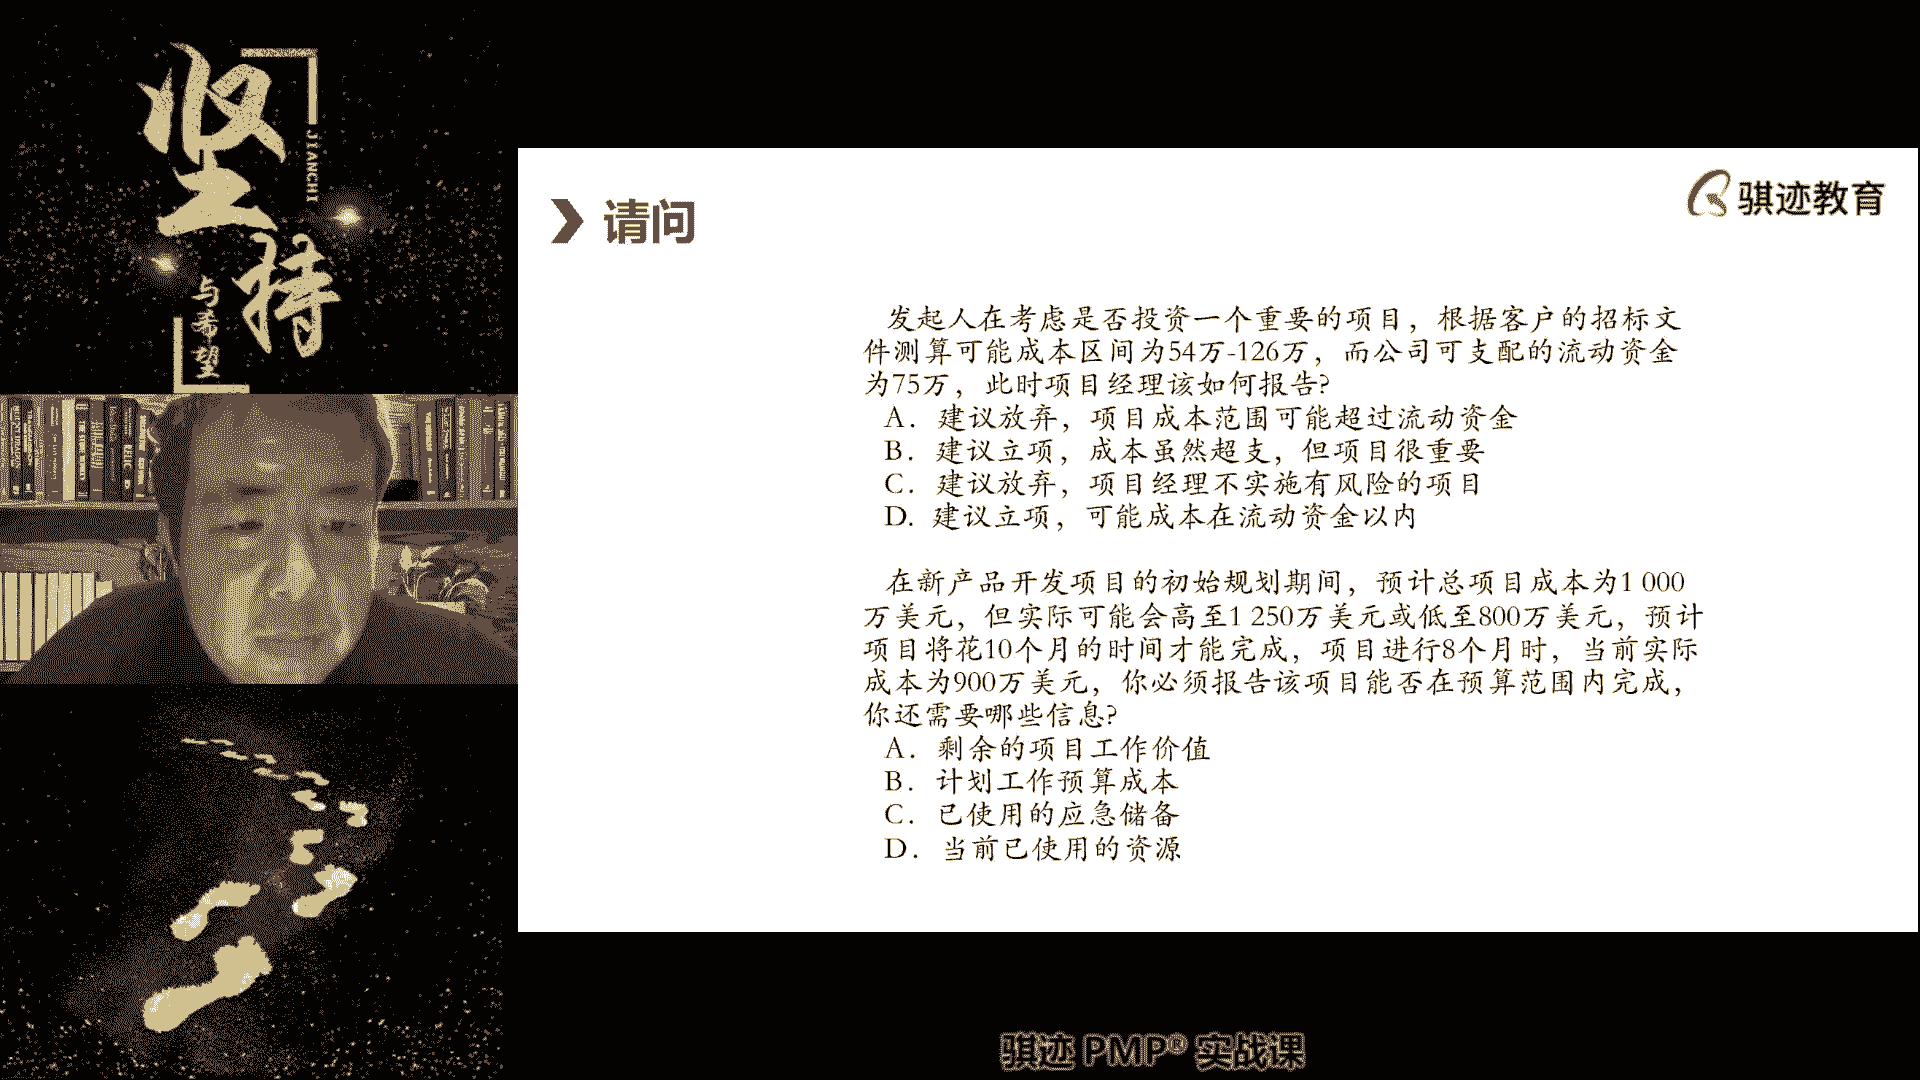 坚持
JIANCHI
与希望
请问
骐迹教育
发起人在考虑是否投资一个重要的项目，根据客户的招标文
件测算可能成本区间为54万-126万，而公司可支配的流动资金
为75万，此时项目经理该如何报告?
A．建议放弃，项目成本范围可能超过流动资金
B．建议立项，成本虽然超支，但项目很重要
C．建议放弃，项目经理不实施有风险的项目
D. 建议立项，可能成本在流动资金以内
在新产品开发项目的初始规划期间，预计总项目成本为1 000
万美元，但实际可能会高至1 250万美元或低至800万美元，预计
项目将花10个月的时间才能完成，项目进行8个月时，当前实际
成本为900万美元，你必须报告该项目能否在预算范围内完成，
你还需要哪些信息?
A．剩余的项目工作价值
B．计划工作预算成本
C．已使用的应急储备
D．当前已使用的资源
骐迹 PMP® 实战课